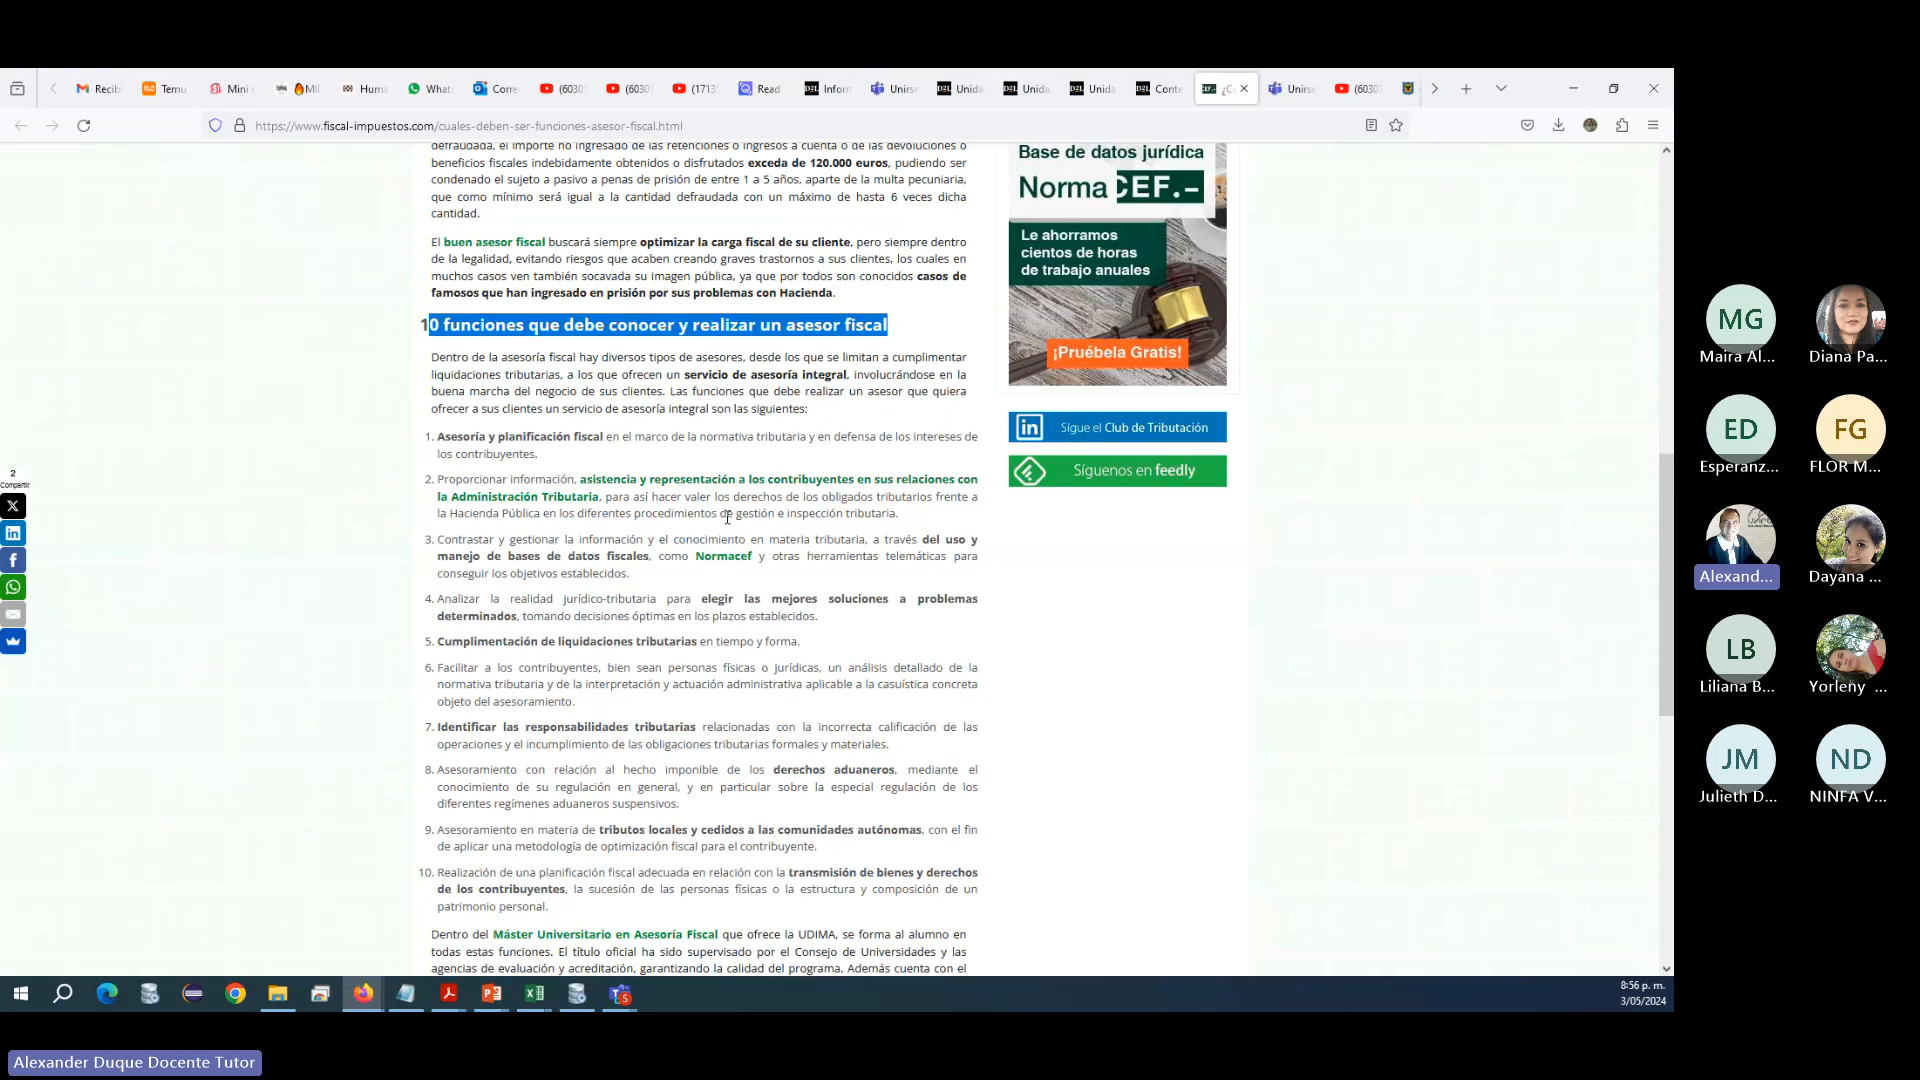 Recibi
Temu
Mini
MII
Huma
Whats
Corre
(6030
(6030
(1713
Read
Inform
Unirse
Unida
Unida
Unida
Conte
¿C
Unirse
(6030
https://www.fiscal-impuestos.com/cuales-deben-ser-funciones-asesor-fiscal.html
defraudada, el importe no ingresado de las retenciones o ingresos a cuenta o de las devoluciones o
beneficios fiscales indebidamente obtenidos o disfrutados exceda de 120.000 euros, pudiendo ser
condenado el sujeto a pasivo a penas de prisión de entre 1 a 5 años, aparte de la multa pecuniaria,
que como mínimo será igual a la cantidad defraudada con un máximo de hasta 6 veces dicha
cantidad.
El buen asesor fiscal buscará siempre optimizar la carga fiscal de su cliente, pero siempre dentro
de la legalidad, evitando riesgos que acaben creando graves trastornos a sus clientes, los cuales en
muchos casos ven también socavada su imagen pública, ya que por todos son conocidos casos de
famosos que han ingresado en prisión por sus problemas con Hacienda.
10 funciones que debe conocer y realizar un asesor fiscal
Dentro de la asesoría fiscal hay diversos tipos de asesores, desde los que se limitan a cumplimentar
liquidaciones tributarias, a los que ofrecen un servicio de asesoría integral, involucrándose en la
buena marcha del negocio de sus clientes. Las funciones que debe realizar un asesor que quiera
ofrecer a sus clientes un servicio de asesoría integral son las siguientes:
1. Asesoría y planificación fiscal en el marco de la normativa tributaria y en defensa de los intereses de
los contribuyentes.
2. Proporcionar información, asistencia y representación a los contribuyentes en sus relaciones con
la Administración Tributaria, para así hacer valer los derechos de los obligados tributarios frente a
la Hacienda Pública en los diferentes procedimientos de gestión e inspección tributaria.
3. Contrastar y gestionar la información y el conocimiento en materia tributaria, a través del uso y
manejo de bases de datos fiscales, como Normacef y otras herramientas telemáticas para
conseguir los objetivos establecidos.
4. Analizar la realidad jurídico-tributaria para elegir las mejores soluciones a problemas
determinados, tomando decisiones óptimas en los plazos establecidos.
5. Cumplimentación de liquidaciones tributarias en tiempo y forma.
6. Facilitar a los contribuyentes, bien sean personas físicas o jurídicas, un análisis detallado de la
normativa tributaria y de la interpretación y actuación administrativa aplicable a la casuística concreta
objeto del asesoramiento.
7. Identificar las responsabilidades tributarias relacionadas con la incorrecta calificación de las
operaciones y el incumplimiento de las obligaciones tributarias formales y materiales.
8. Asesoramiento con relación al hecho imponible de los derechos aduaneros, mediante el
conocimiento de su regulación en general, y en particular sobre la especial regulación de los
diferentes regímenes aduaneros suspensivos.
9. Asesoramiento en materia de tributos locales y cedidos a las comunidades autónomas, con el fin
de aplicar una metodología de optimización fiscal para el contribuyente.
10. Realización de una planificación fiscal adecuada en relación con la transmisión de bienes y derechos
de los contribuyentes, la sucesión de las personas físicas o la estructura y composición de un
patrimonio personal.
Dentro del Máster Universitario en Asesoría Fiscal que ofrece la UDIMA, se forma al alumno en
todas estas funciones. El título oficial ha sido supervisado por el Consejo de Universidades y las
agencias de evaluación y acreditación, garantizando la calidad del programa. Además cuenta con el
2
Compartir
Base de datos jurídica
Norma CEF.-
Le ahorramos
cientos de horas
de trabajo anuales
¡Pruébela Gratis!
Sigue el Club de Tributación
Síguenos en feedly
8:56 p. m.
3/05/2024
MG
Maira Al...
Diana Pa...
ED
Esperanz...
FG
FLOR M...
Alexand...
Dayana ...
LB
Liliana B...
Yorleny ...
JM
Julieth D...
ND
NINFA V...
Alexander Duque Docente Tutor